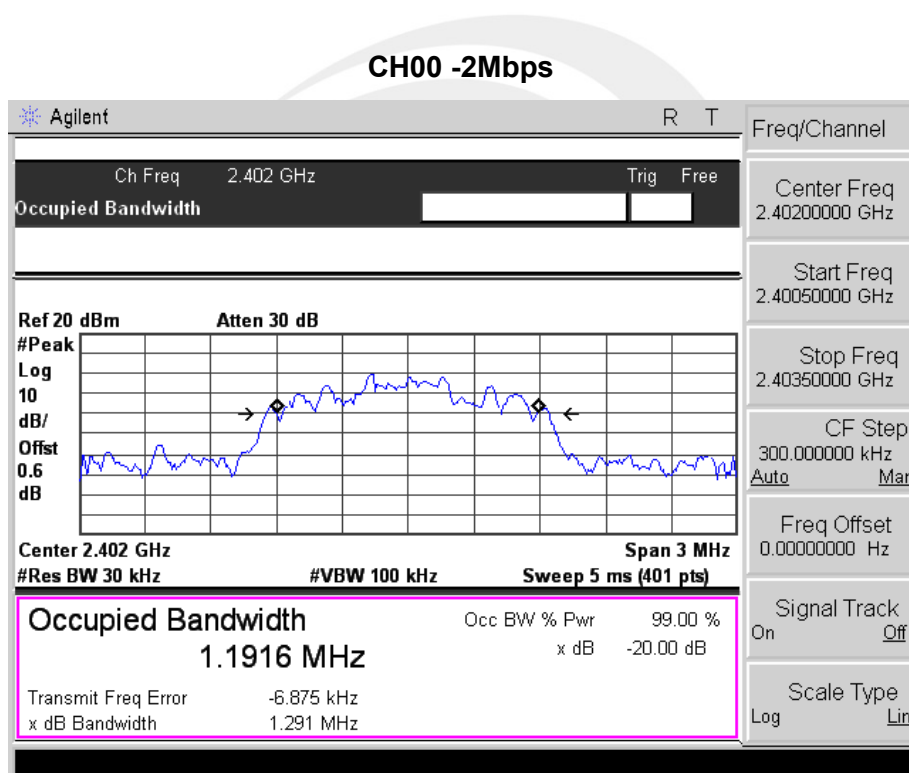 CH00 -2Mbps
Agilent R T
Ch Freq 2.402 GHz Trig Free
Occupied Bandwidth
Ref 20 dBm Atten 30 dB
#Peak
Log
10
dB/
Offst
0.6
dB
Center 2.402 GHz Span 3 MHz
#Res BW 30 kHz #VBW 100 kHz Sweep 5 ms (401 pts)
Occupied Bandwidth Occ BW % Pwr 99.00 %
1.1916 MHz x dB -20.00 dB
Transmit Freq Error -6.875 kHz
x dB Bandwidth 1.291 MHz
Freq/Channel
Center Freq
2.40200000 GHz
Start Freq
2.40050000 GHz
Stop Freq
2.40350000 GHz
CF Step
300.000000 kHz
Auto Man
Freq Offset
0.00000000 Hz
Signal Track
On Off
Scale Type
Log Lin